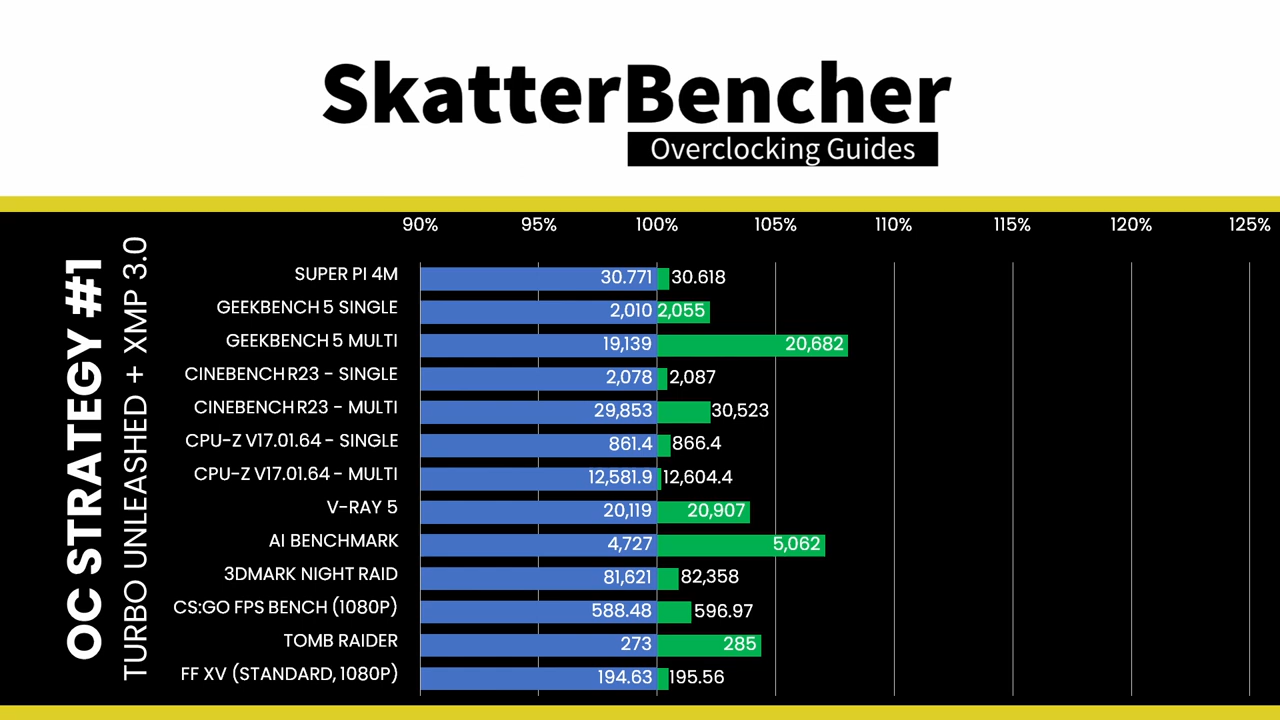 SkatterBencher
Overclocking Guides
90% 95% 100% 105% 110% 115% 120% 125%
OC STRATEGY #1
TURBO UNLEASHED + XMP 3.0
SUPER PI 4M 30.771 30.618
GEEKBENCH 5 SINGLE 2,010 2,055
GEEKBENCH 5 MULTI 19,139 20,682
CINEBENCH R23 - SINGLE 2,078 2,087
CINEBENCH R23 - MULTI 29,853 30,523
CPU-Z V17.01.64 - SINGLE 861.4 866.4
CPU-Z V17.01.64 - MULTI 12,581.9 12,604.4
V-RAY 5 20,119 20,907
AI BENCHMARK 4,727 5,062
3DMARK NIGHT RAID 81,621 82,358
CS:GO FPS BENCH (1080P) 588.48 596.97
TOMB RAIDER 273 285
FF XV (STANDARD, 1080P) 194.63 195.56